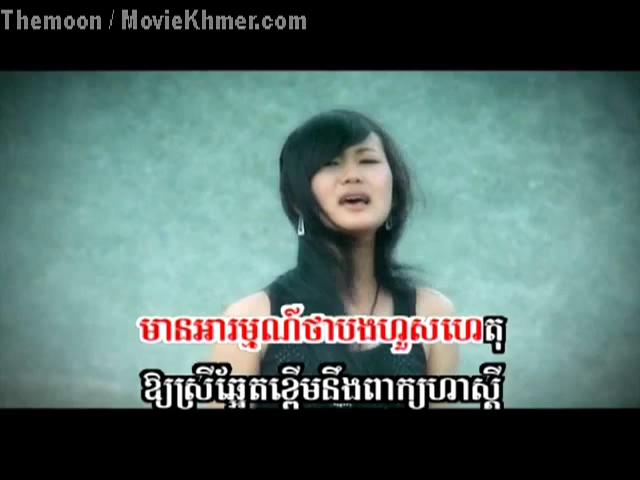 Themoon / MovieKhmer.com
មានអារម្មណ៍ថាបងហួសហេតុ
ឱ្យស្រីឆ្អែតខ្ពើមនឹងពាក្យហាស្ដី